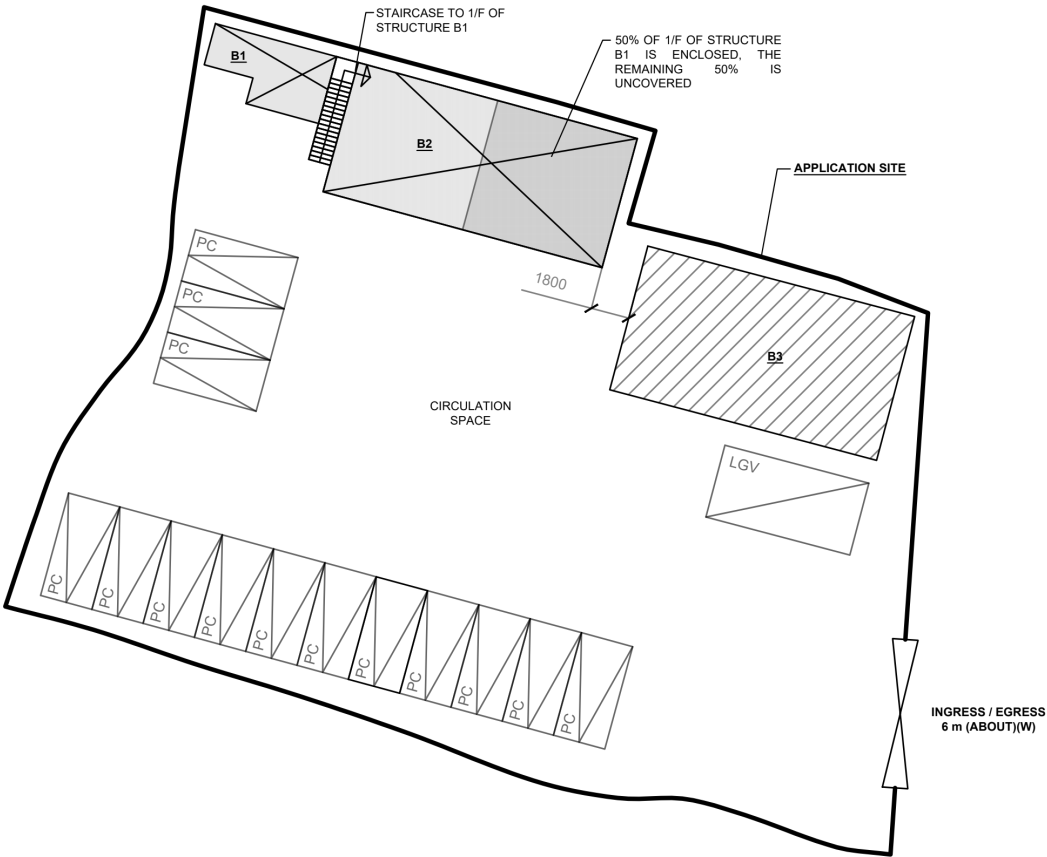 STAIRCASE TO 1/F OF
STRUCTURE B1
50% OF 1/F OF STRUCTURE
B1 IS ENCLOSED, THE
REMAINING 50% IS
UNCOVERED
B1
B2
APPLICATION SITE
PC
PC
PC
1800
B3
CIRCULATION
SPACE
LGV
PC
PC
PC
PC
PC
PC
PC
PC
PC
PC
PC
INGRESS / EGRESS
6 m (ABOUT)(W)